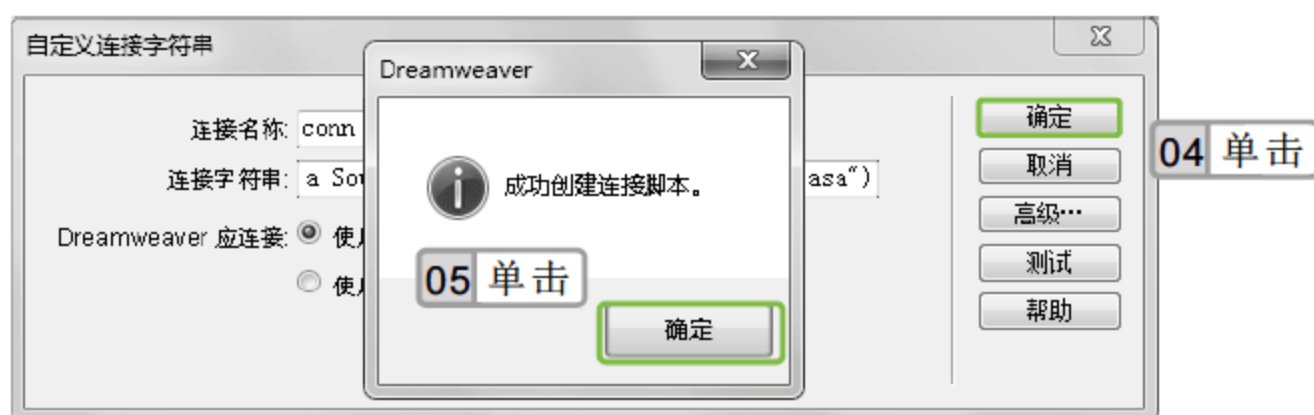 自定义连接字符串
Dreamweaver
连接名称: conn
确定
04 单击
连接字符串: a Sou
成功创建连接脚本。
asa")
取消
高级…
Dreamweaver 应连接:
05 单击
测试
确定
帮助